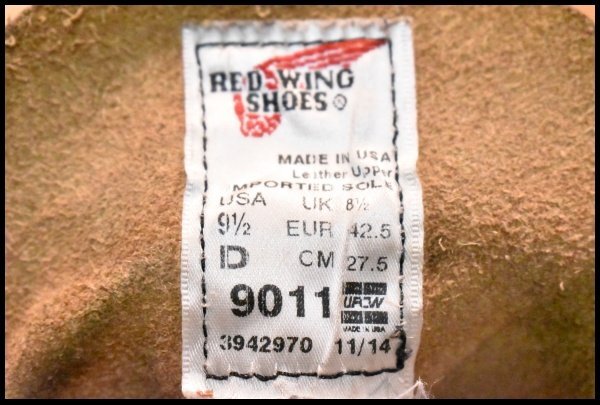 RED WING
SHOES®
MADE IN USA
Leather UPPer
IMPORTED SOLE
USA UK 8½
9½ EUR 42.5
D CM 27.5
9011 UFCW
MADE IN USA
3942970 11/14